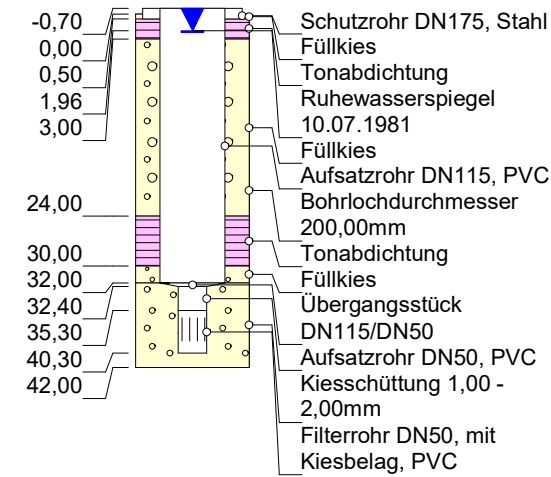 -0,70
0,00
0,50
1,96
3,00
24,00
30,00
32,00
32,40
35,30
40,30
42,00
Schutzrohr DN175, Stahl
Füllkies
Tonabdichtung
Ruhewasserspiegel
10.07.1981
Füllkies
Aufsatzrohr DN115, PVC
Bohrlochdurchmesser
200,00mm
Tonabdichtung
Füllkies
Übergangsstück
DN115/DN50
Aufsatzrohr DN50, PVC
Kiesschüttung 1,00 -
2,00mm
Filterrohr DN50, mit
Kiesbelag, PVC